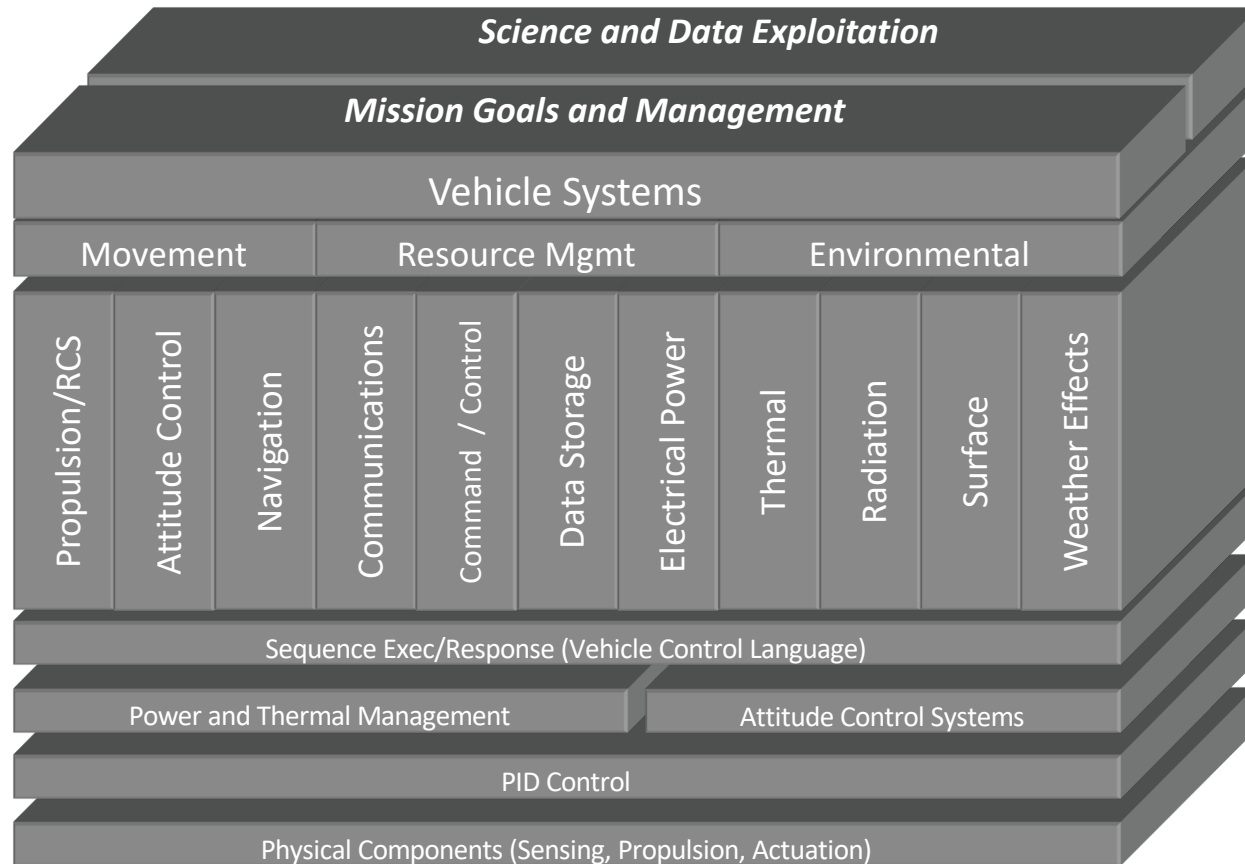 Science and Data Exploitation
Mission Goals and Management
Vehicle Systems
Movement
Resource Mgmt
Environmental
Propulsion/RCS
Attitude Control
Navigation
Communications
Command / Control
Data Storage
Electrical Power
Thermal
Radiation
Surface
Weather Effects
Sequence Exec/Response (Vehicle Control Language)
Power and Thermal Management
Attitude Control Systems
PID Control
Physical Components (Sensing, Propulsion, Actuation)